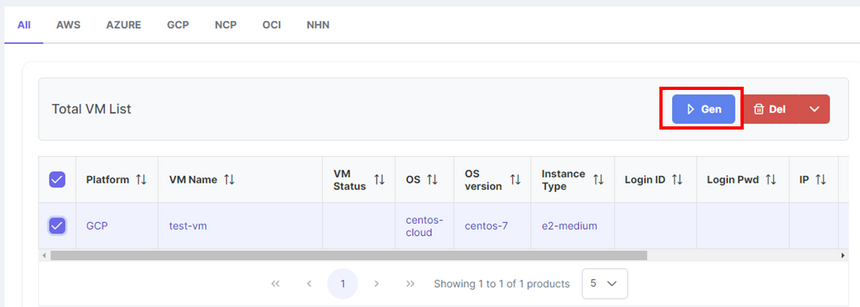 All AWS AZURE GCP NCP OCI NHN
Total VM List Gen Del
Platform VM Name VM Status OS OS version Instance Type Login ID Login Pwd IP
GCP test-vm centos-cloud centos-7 e2-medium
1 Showing 1 to 1 of 1 products 5